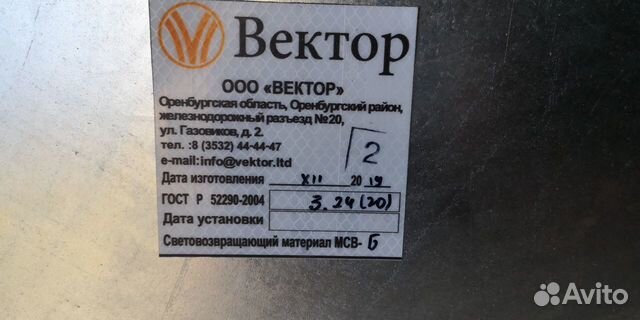 Вектор
ООО «ВЕКТОР»
Оренбургская область, Оренбургский район,
железнодорожный разъезд №20,
ул. Газовиков, д. 2.
тел. :8 (3532) 44-44-47
e-mail:info@vektor.ltd
2
Дата изготовления XII 2019
ГОСТ Р 52290-2004 3.24(20)
Дата установки
Световозвращающий материал МСВ-Б
Avito